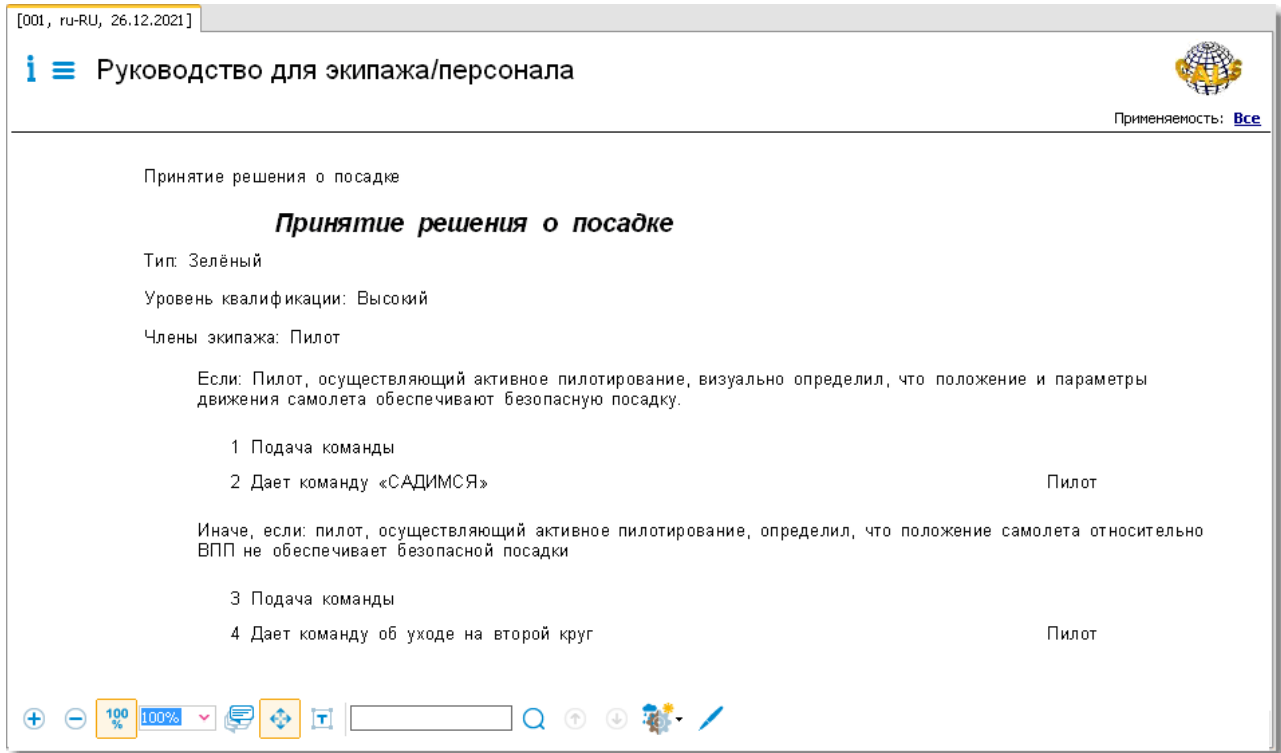 [001, ru-RU, 26.12.2021]
i Руководство для экипажа/персонала
CALS
Применяемость: Все
Принятие решения о посадке
Принятие решения о посадке
Тип: Зелёный
Уровень квалификации: Высокий
Члены экипажа: Пилот
Если: Пилот, осуществляющий активное пилотирование, визуально определил, что положение и параметры
движения самолета обеспечивают безопасную посадку.
1 Подача команды
2 Дает команду «САДИМСЯ» Пилот
Иначе, если: пилот, осуществляющий активное пилотирование, определил, что положение самолета относительно
ВПП не обеспечивает безопасной посадки
3 Подача команды
4 Дает команду об уходе на второй круг Пилот
100 % 100% T